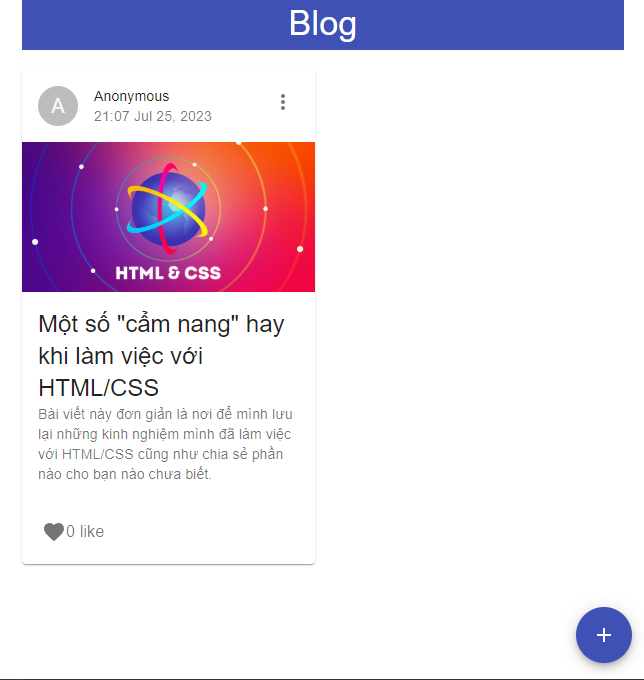 Blog
A
Anonymous
21:07 Jul 25, 2023
HTML & CSS
Một số "cẩm nang" hay
khi làm việc với
HTML/CSS
Bài viết này đơn giản là nơi để mình lưu
lại những kinh nghiệm mình đã làm việc
với HTML/CSS cũng như chia sẻ phần
nào cho bạn nào chưa biết.
0 like